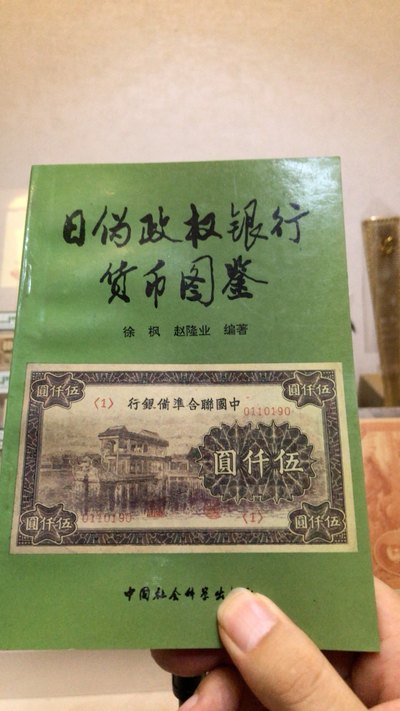 日伪政权银行
货币图鉴
徐 枫 赵隆业 编著
圓仟伍 圓仟伍
〈1〉 行銀備準合聯國中
0110190
圓仟伍
0110190 〈1〉
圓仟伍 圓仟伍
中国社会科学出